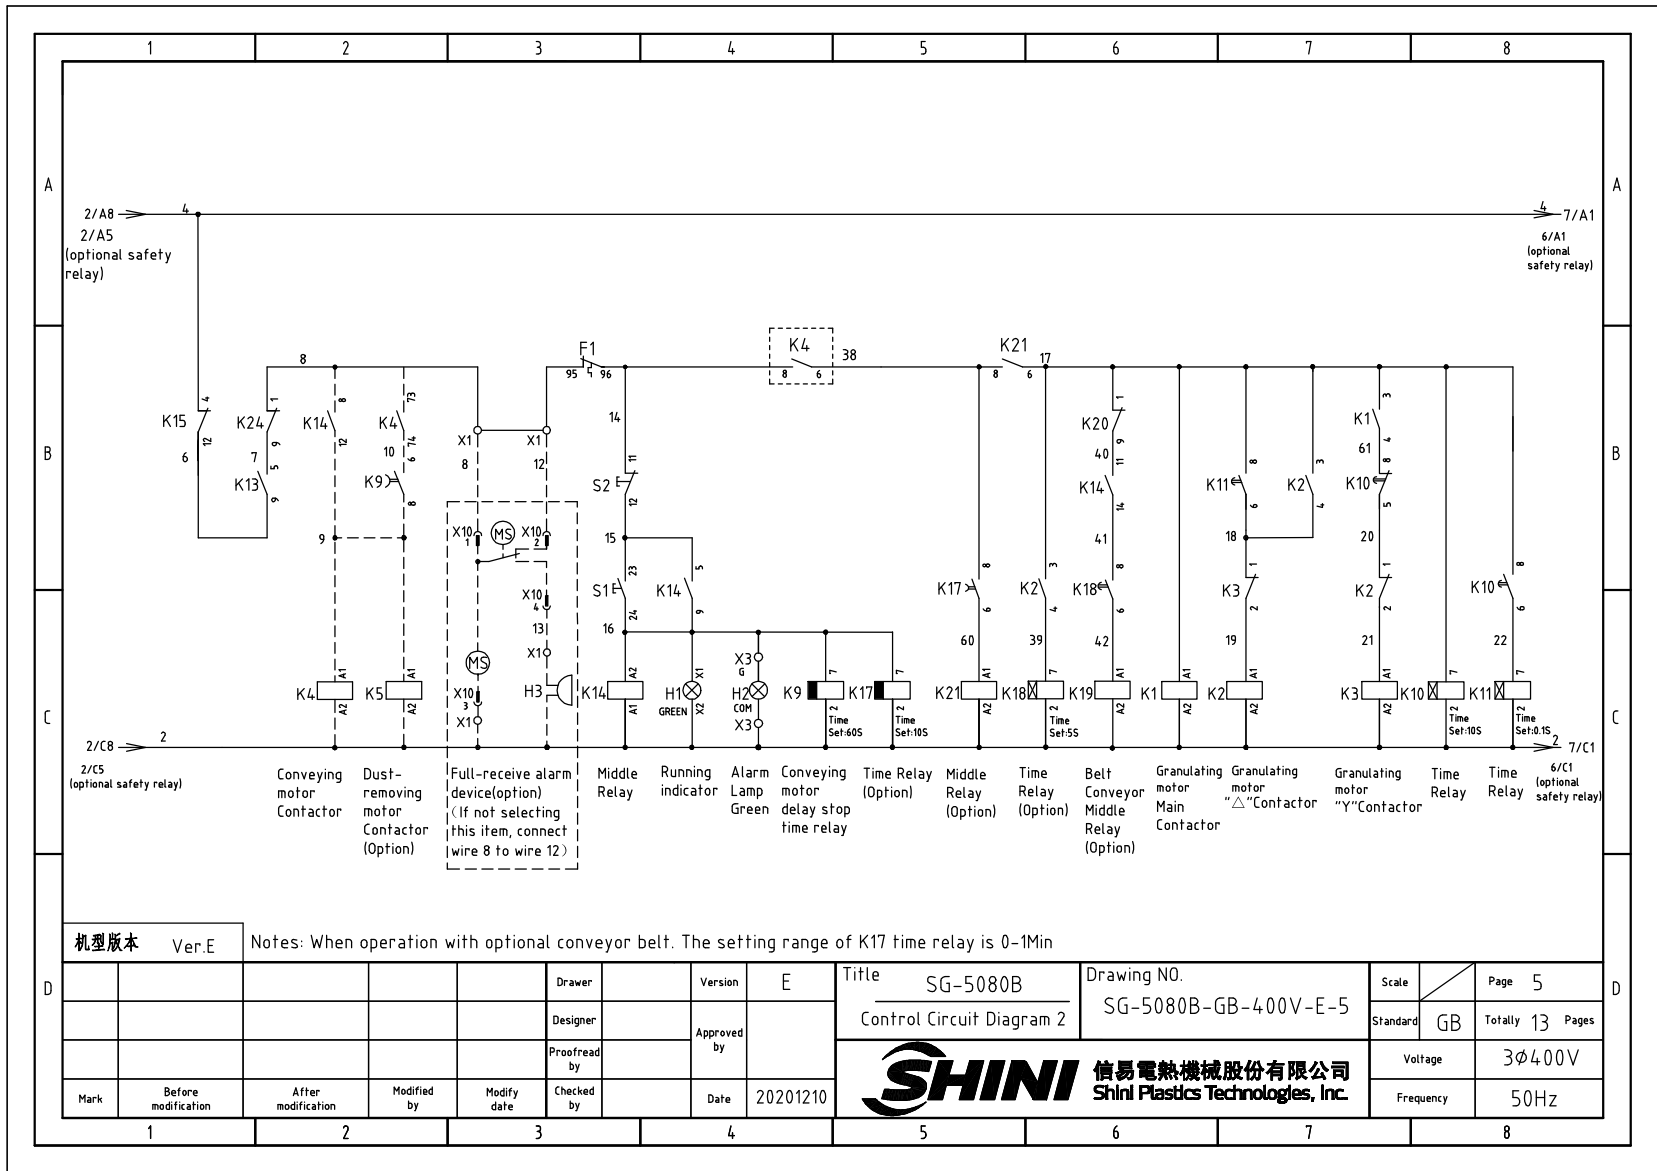 1 2 3 4 5 6 7 8
A A
2/A8 4 4 7/A1
2/A5 6/A1
(optional safety (optional
relay) safety relay)
8 F1 K4 38 K21 17
95 96 8 6 8 6
K15 4 12 K24 1 9 K14 8 12 K4 73 74 X1 X1 14 K20 1 9 K1 3 4
6 7 10 8 12 40 61
B B
K13 5 9 K9 6 8 S2 11 12 K14 11 14 K11 8 6 K2 3 4 K10 8 5
9 X10 1 MS X10 2 15 41 18 20
X10 4 S1 23 24 K14 5 9 K17 8 6 K2 3 4 K18 8 6 K3 1 2 K2 1 2 K10 8 6
13 16 60 39 42 19 21 22
MS X1 X3 G
K4 A1 A2 K5 A1 A2 X10 3 H3 K14 A2 A1 H1 X1 X2 H2 K9 7 2 K17 7 2 K21 A1 A2 K18 7 2 K19 A1 A2 K1 A1 A2 K2 A1 A2 K3 A1 A2 K10 7 2 K11 7 2
GREEN COM
X1 X3 Time Time Time Time Time
Set:60S Set:10S Set:5S Set:10S Set:0.1S
C C
2/C8 2 2 7/C1
2/C5 6/C1
(optional safety relay) (optional
safety relay)
Conveying
motor
Contactor
Dust-
removing
motor
Contactor
(Option)
Full-receive alarm
device(option)
(If not selecting
this item, connect
wire 8 to wire 12)
Middle
Relay
Running
indicator
Alarm
Lamp
Green
Conveying
motor
delay stop
time relay
Time Relay
(Option)
Middle
Relay
(Option)
Time
Relay
(Option)
Belt
Conveyor
Middle
Relay
(Option)
Granulating
motor
Main
Contactor
Granulating
motor
"△"Contactor
Granulating
motor
"Y"Contactor
Time
Relay
Time
Relay
机型版本 Ver.E
Notes: When operation with optional conveyor belt. The setting range of K17 time relay is 0-1Min
D D
Mark
Before
modification
After
modification
Modified
by
Modify
date
Drawer
Designer
Proofread
by
Checked
by
Version E
Approved
by
Date 20201210
Title SG-5080B
Control Circuit Diagram 2
Drawing NO.
SG-5080B-GB-400V-E-5
SHINI
信易電熱機械股份有限公司
Shini Plastics Technologies, Inc.
Scale Page 5
Standard GB Totally 13 Pages
Voltage 3Φ400V
Frequency 50Hz
1 2 3 4 5 6 7 8